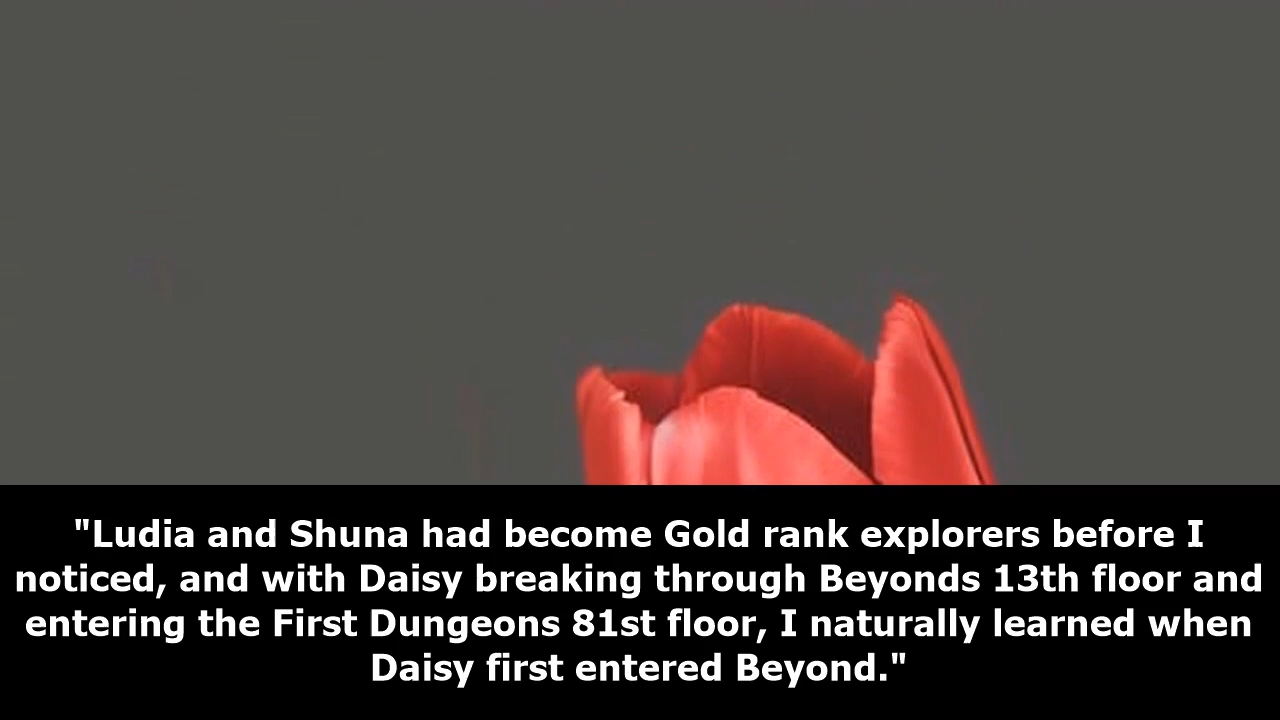 "Ludia and Shuna had become Gold rank explorers before I
noticed, and with Daisy breaking through Beyonds 13th floor and
entering the First Dungeons 81st floor, I naturally learned when
Daisy first entered Beyond."